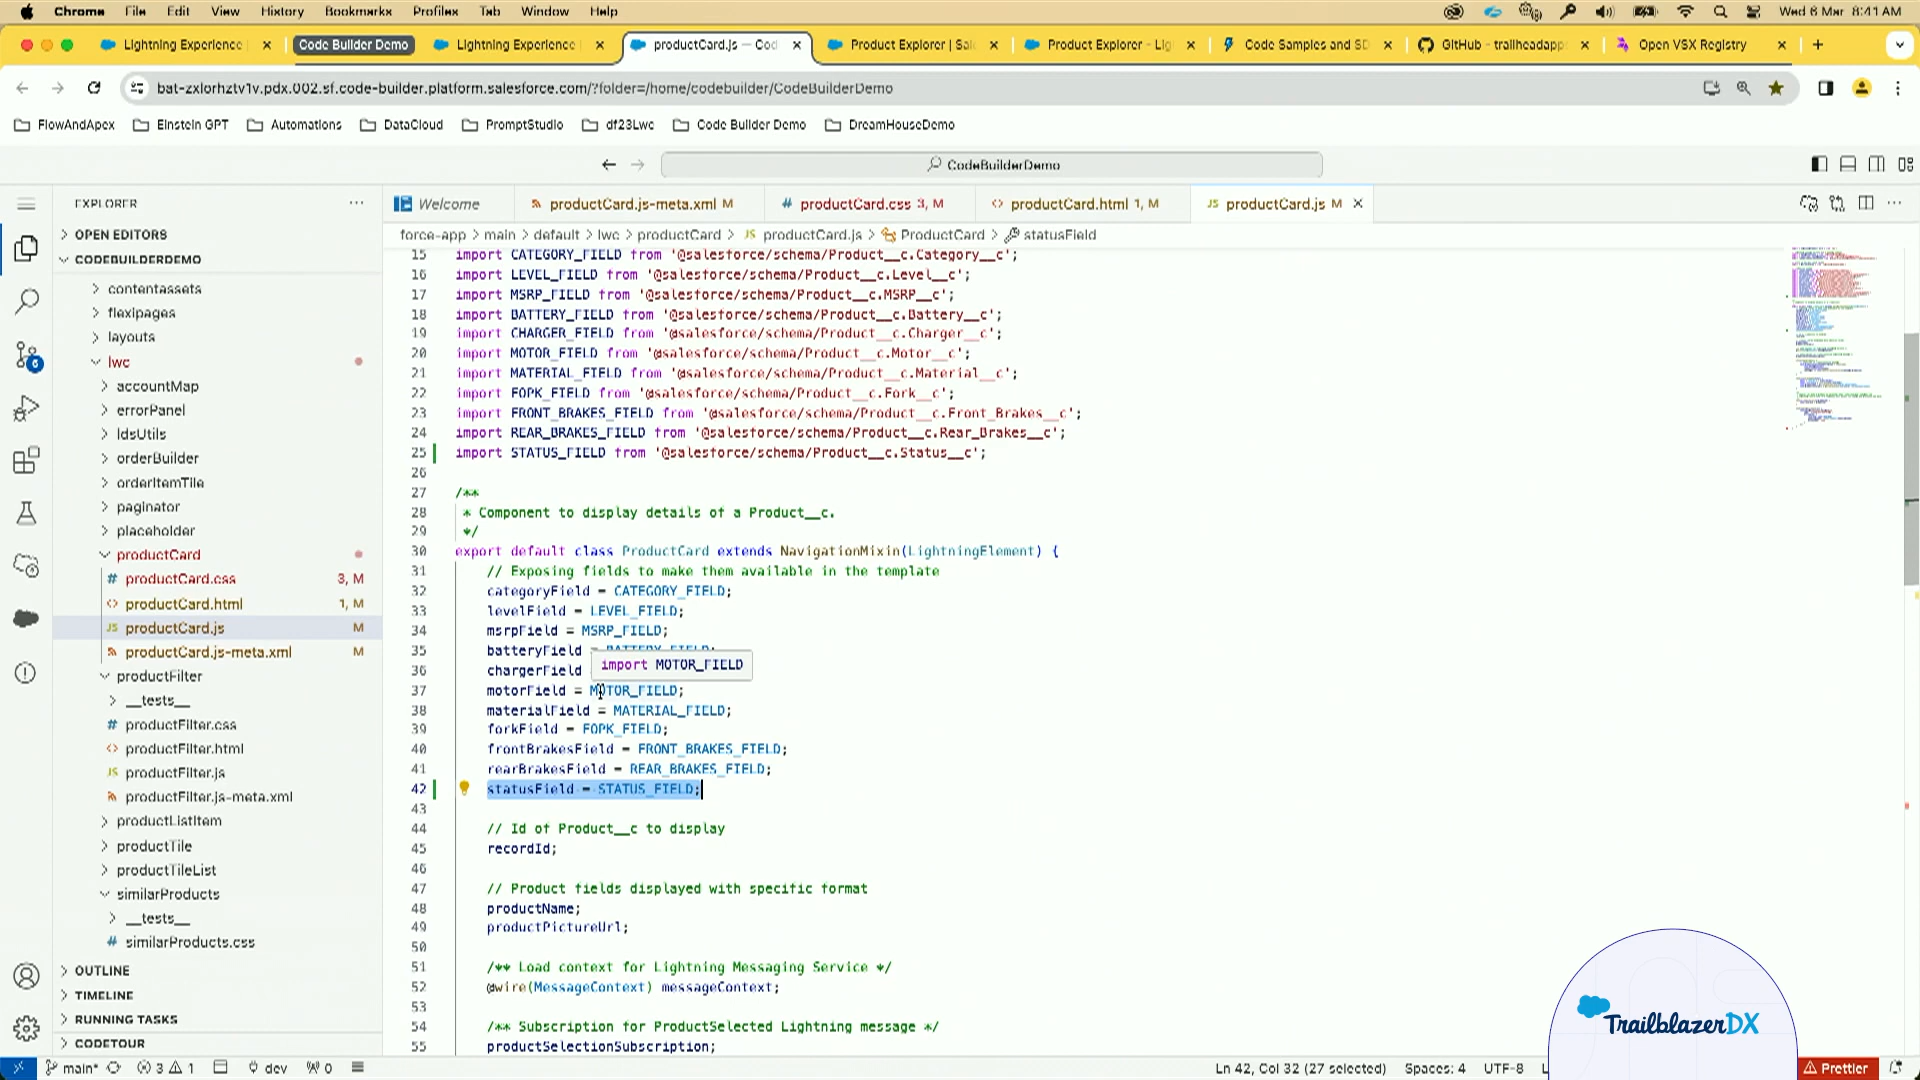 Chrome File Edit View History Bookmarks Profiles Tab Window Help Wed 6 Mar 8:41 AM
Lightning Experience Code Builder Demo Lightning Experience productCard.js — Cod Product Explorer | Sal Product Explorer - Lig Code Samples and SD GitHub - trailheadapp Open VSX Registry
bat-zxlorhztv1v.pdx.002.sf.code-builder.platform.salesforce.com/?folder=/home/codebuilder/CodeBuilderDemo
FlowAndApex Einstein GPT Automations DataCloud PromptStudio df23Lwc Code Builder Demo DreamHouseDemo
CodeBuilderDemo
EXPLORER
Welcome productCard.js-meta.xml M productCard.css 3, M productCard.html 1, M productCard.js M
force-app > main > default > lwc > productCard > JS productCard.js > ProductCard > statusField
OPEN EDITORS
CODEBUILDERDEMO
contentassets
flexipages
layouts
lwc
accountMap
errorPanel
ldsUtils
orderBuilder
orderItemTile
paginator
placeholder
productCard
# productCard.css 3, M
<> productCard.html 1, M
JS productCard.js M
productCard.js-meta.xml M
productFilter
__tests__
# productFilter.css
<> productFilter.html
JS productFilter.js
productFilter.js-meta.xml
productListItem
productTile
productTileList
similarProducts
__tests__
# similarProducts.css
OUTLINE
TIMELINE
RUNNING TASKS
CODETOUR
6
15 import CATEGORY_FIELD from '@salesforce/schema/Product__c.Category__c';
16 import LEVEL_FIELD from '@salesforce/schema/Product__c.Level__c';
17 import MSRP_FIELD from '@salesforce/schema/Product__c.MSRP__c';
18 import BATTERY_FIELD from '@salesforce/schema/Product__c.Battery__c';
19 import CHARGER_FIELD from '@salesforce/schema/Product__c.Charger__c';
20 import MOTOR_FIELD from '@salesforce/schema/Product__c.Motor__c';
21 import MATERIAL_FIELD from '@salesforce/schema/Product__c.Material__c';
22 import FOPK_FIELD from '@salesforce/schema/Product__c.Fork__c';
23 import FRONT_BRAKES_FIELD from '@salesforce/schema/Product__c.Front_Brakes__c';
24 import REAR_BRAKES_FIELD from '@salesforce/schema/Product__c.Rear_Brakes__c';
25 import STATUS_FIELD from '@salesforce/schema/Product__c.Status__c';
26
27 /**
28 * Component to display details of a Product__c.
29 */
30 export default class ProductCard extends NavigationMixin(LightningElement) {
31 // Exposing fields to make them available in the template
32 categoryField = CATEGORY_FIELD;
33 levelField = LEVEL_FIELD;
34 msrpField = MSRP_FIELD;
35 batteryField = BATTERY_FIELD;
36 chargerField
import MOTOR_FIELD
37 motorField = MOTOR_FIELD;
38 materialField = MATERIAL_FIELD;
39 forkField = FOPK_FIELD;
40 frontBrakesField = FRONT_BRAKES_FIELD;
41 rearBrakesField = REAR_BRAKES_FIELD;
42 statusField = STATUS_FIELD;
43
44 // Id of Product__c to display
45 recordId;
46
47 // Product fields displayed with specific format
48 productName;
49 productPictureUrl;
50
51 /** Load context for Lightning Messaging Service */
52 @wire(MessageContext) messageContext;
53
54 /** Subscription for ProductSelected Lightning message */
55 productSelectionSubscription;
TrailblazerDX
main* 3 1 dev 0 Ln 42, Col 32 (27 selected) Spaces: 4 UTF-8 Prettier